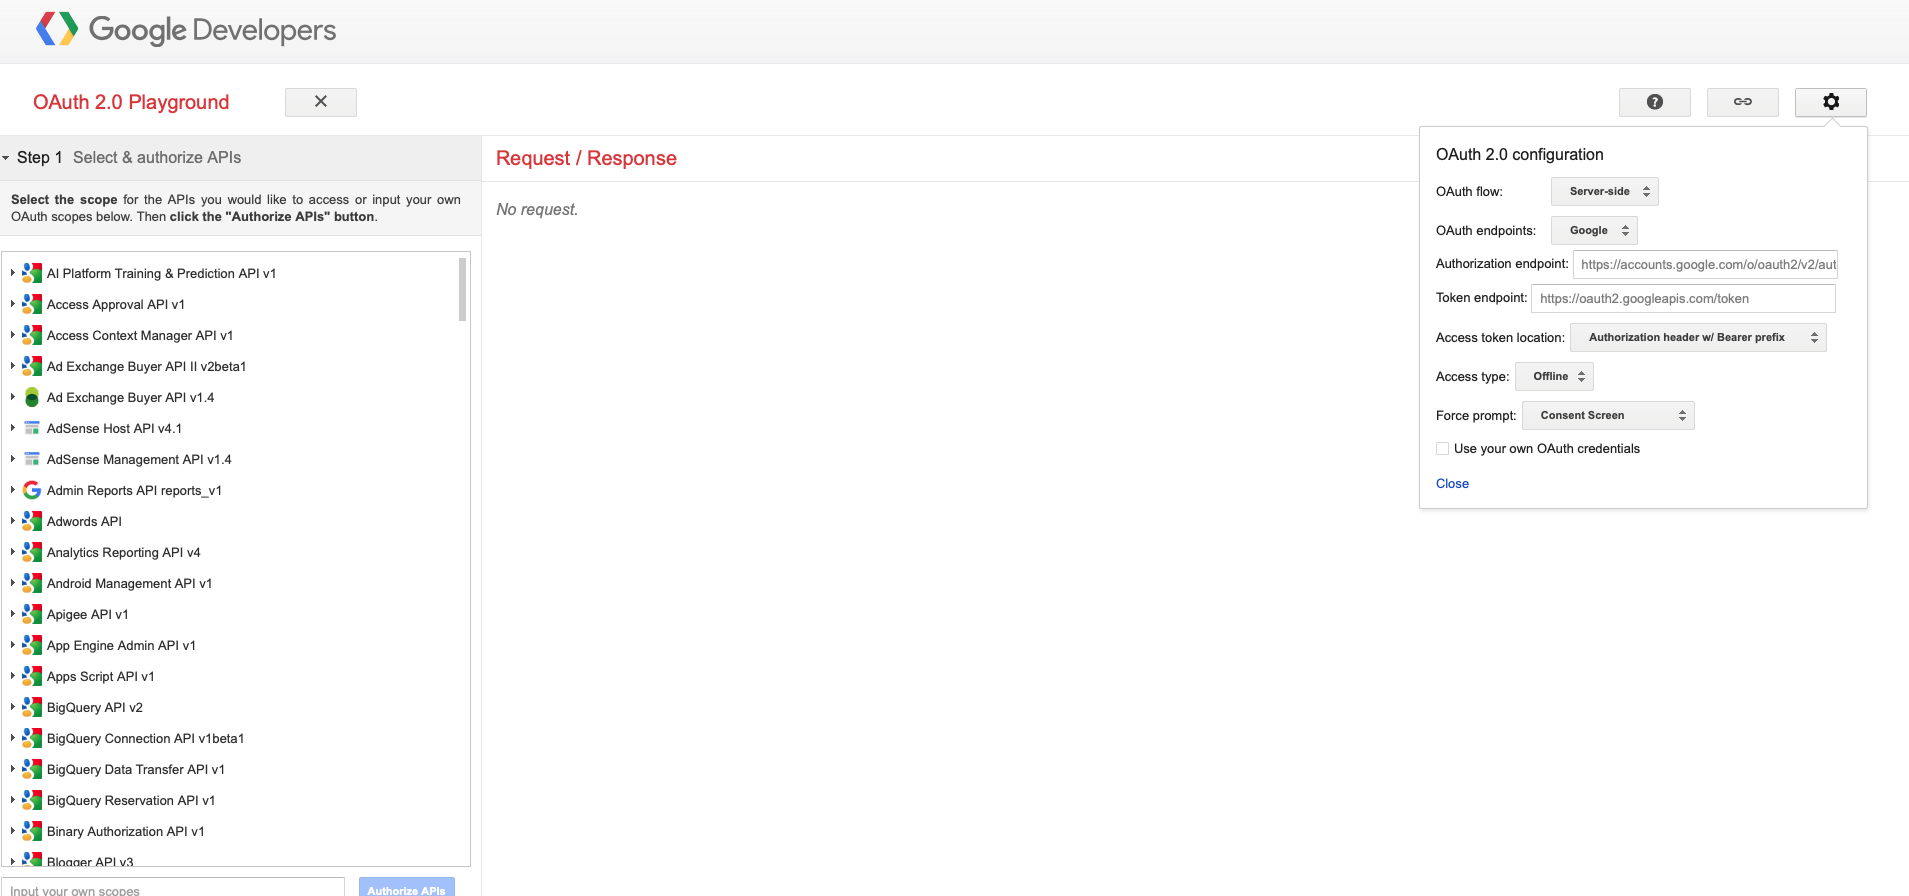 Google Developers
OAuth 2.0 Playground
Step 1 Select & authorize APIs
Select the scope for the APIs you would like to access or input your own
OAuth scopes below. Then click the "Authorize APIs" button.
AI Platform Training & Prediction API v1
Access Approval API v1
Access Context Manager API v1
Ad Exchange Buyer API II v2beta1
Ad Exchange Buyer API v1.4
AdSense Host API v4.1
AdSense Management API v1.4
Admin Reports API reports_v1
Adwords API
Analytics Reporting API v4
Android Management API v1
Apigee API v1
App Engine Admin API v1
Apps Script API v1
BigQuery API v2
BigQuery Connection API v1beta1
BigQuery Data Transfer API v1
BigQuery Reservation API v1
Binary Authorization API v1
Blogger API v3
Input your own scopes
Authorize APIs
Request / Response
No request.
OAuth 2.0 configuration
OAuth flow: Server-side
OAuth endpoints: Google
Authorization endpoint: https://accounts.google.com/o/oauth2/v2/aut
Token endpoint: https://oauth2.googleapis.com/token
Access token location: Authorization header w/ Bearer prefix
Access type: Offline
Force prompt: Consent Screen
Use your own OAuth credentials
Close